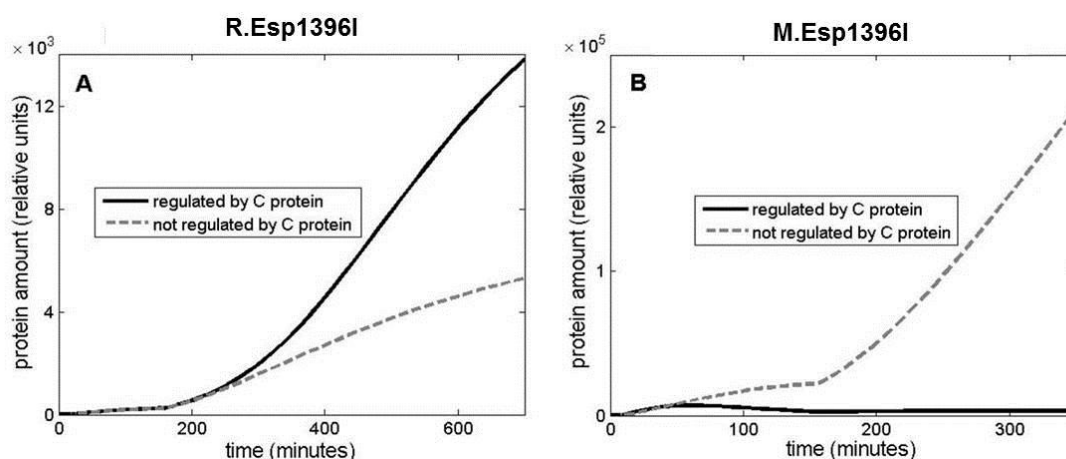 R.Esp1396I
× 10³
A
protein amount (relative units)
12
8
4
0
regulated by C protein
not regulated by C protein
0 200 400 600
time (minutes)
M.Esp1396I
× 10⁵
B
protein amount (relative units)
2
1
0
regulated by C protein
not regulated by C protein
0 100 200 300
time (minutes)